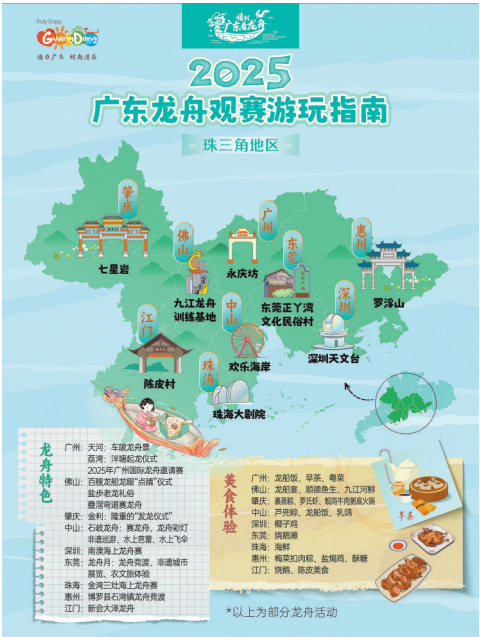 Truly Enjoy
GuangDong
活力广东 时尚湾区
请到
广东看龙舟
2025
广东龙舟观赛游玩指南
珠三角地区
肇庆
七星岩
佛山
九江龙舟
训练基地
广州
永庆坊
东莞
东莞正丫湾
文化民俗村
惠州
罗浮山
深圳
深圳天文台
中山
欢乐海岸
江门
陈皮村
珠海
珠海大剧院
龙舟特色
广州：天河：车陂龙舟景
荔湾：泮塘起龙仪式
2025年广州国际龙舟邀请赛
佛山：百艘龙船龙眼“点睛”仪式
盐步老龙礼俗
叠滘弯道赛龙舟
肇庆：金利：隆重的“发龙仪式”
中山：石岐龙舟：赛龙舟、龙舟彩灯
非遗巡游、水上芭蕾、水上飞伞
深圳：南澳海上龙舟赛
东莞：龙舟月：龙舟竞渡、非遗墟市
展览、农文旅体验
珠海：金湾三灶海上龙舟赛
惠州：博罗县石湾镇龙舟竞渡
江门：新会大泽龙舟
美食体验
广州：龙船饭、早茶、粤菜
佛山：龙船宴、顺德鱼生、九江河鲜
肇庆：裹蒸粽、罗氏虾、
中山：芦兜粽、龙船饭、乳鸽
深圳：椰子鸡
东莞：烧鹅濑
珠海：海鲜
惠州：梅菜扣肉粽、盐焗鸡、酥糖
江门：烧鹅、陈皮美食
早茶
*以上为部分龙舟活动